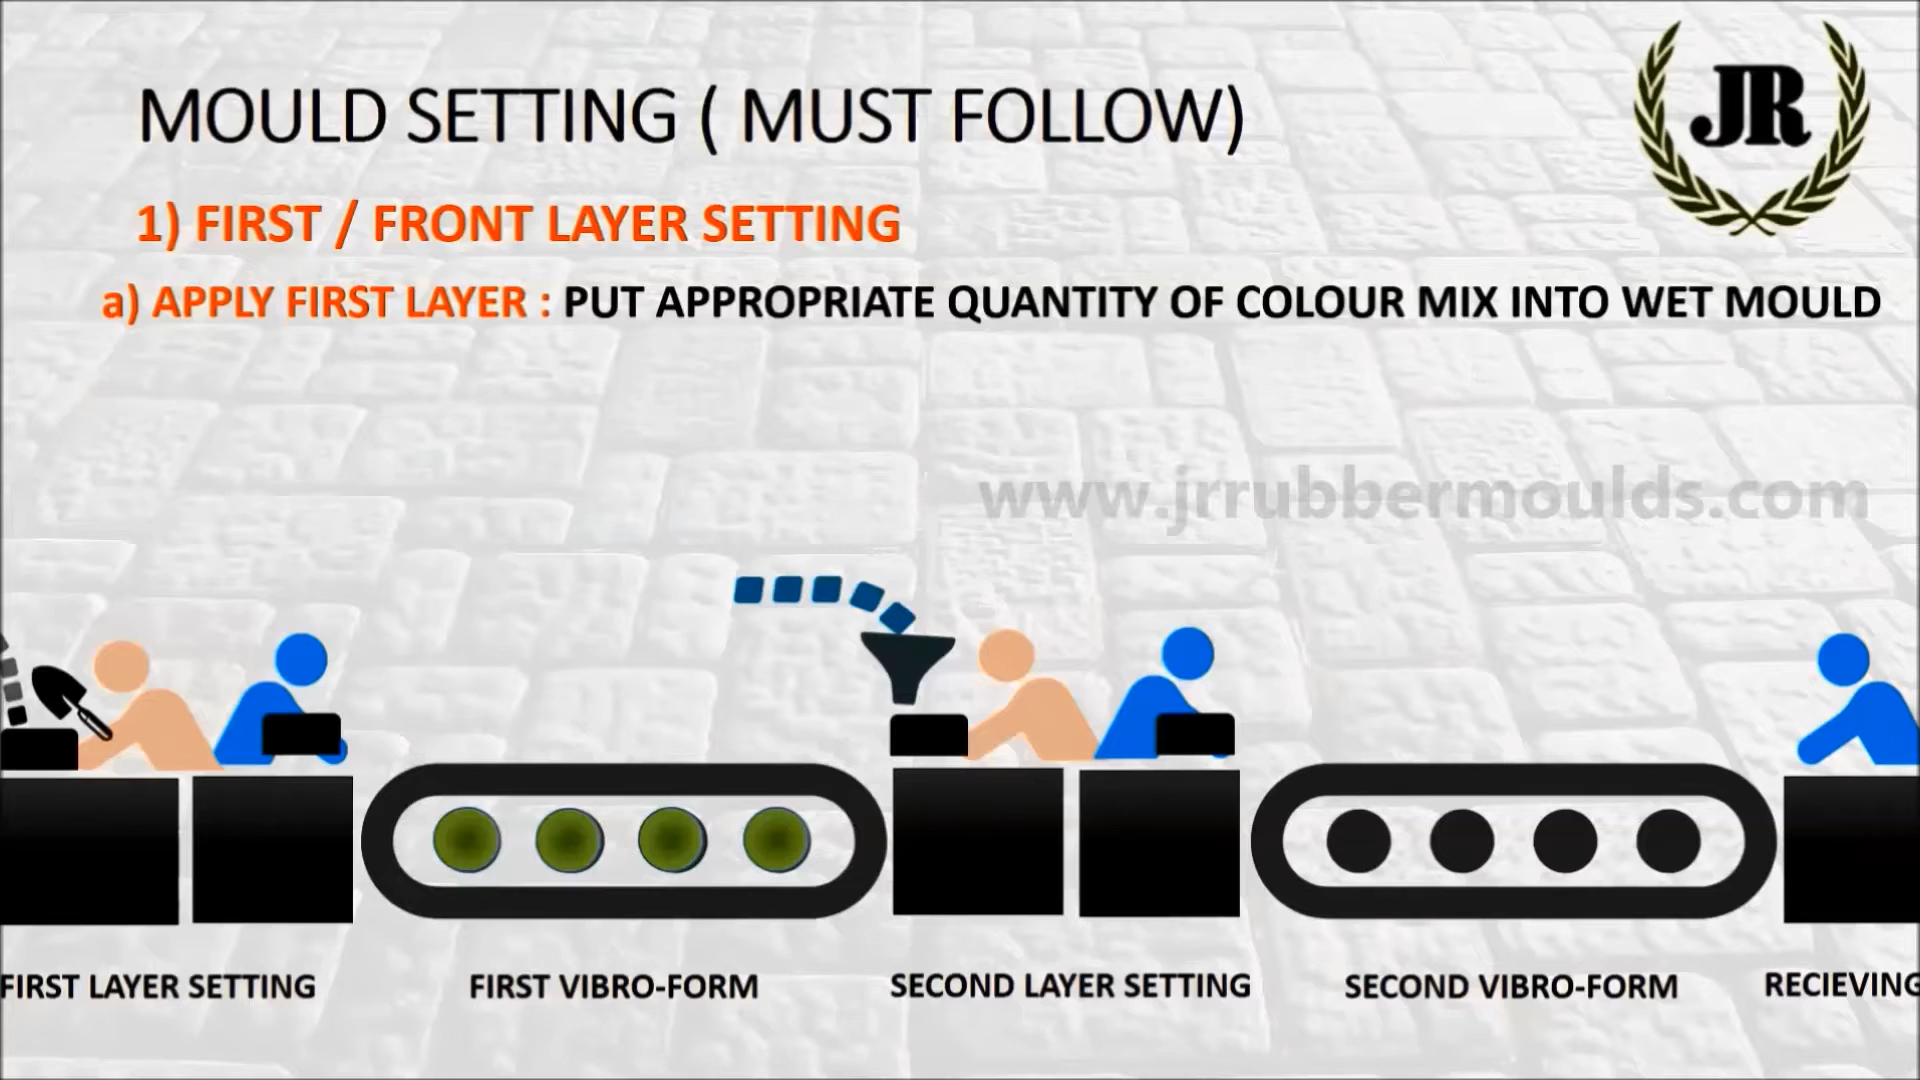 MOULD SETTING ( MUST FOLLOW)
JR
1) FIRST / FRONT LAYER SETTING
a) APPLY FIRST LAYER : PUT APPROPRIATE QUANTITY OF COLOUR MIX INTO WET MOULD
www.jrrubbermoulds.com
FIRST LAYER SETTING
FIRST VIBRO-FORM
SECOND LAYER SETTING
SECOND VIBRO-FORM
RECIEVING